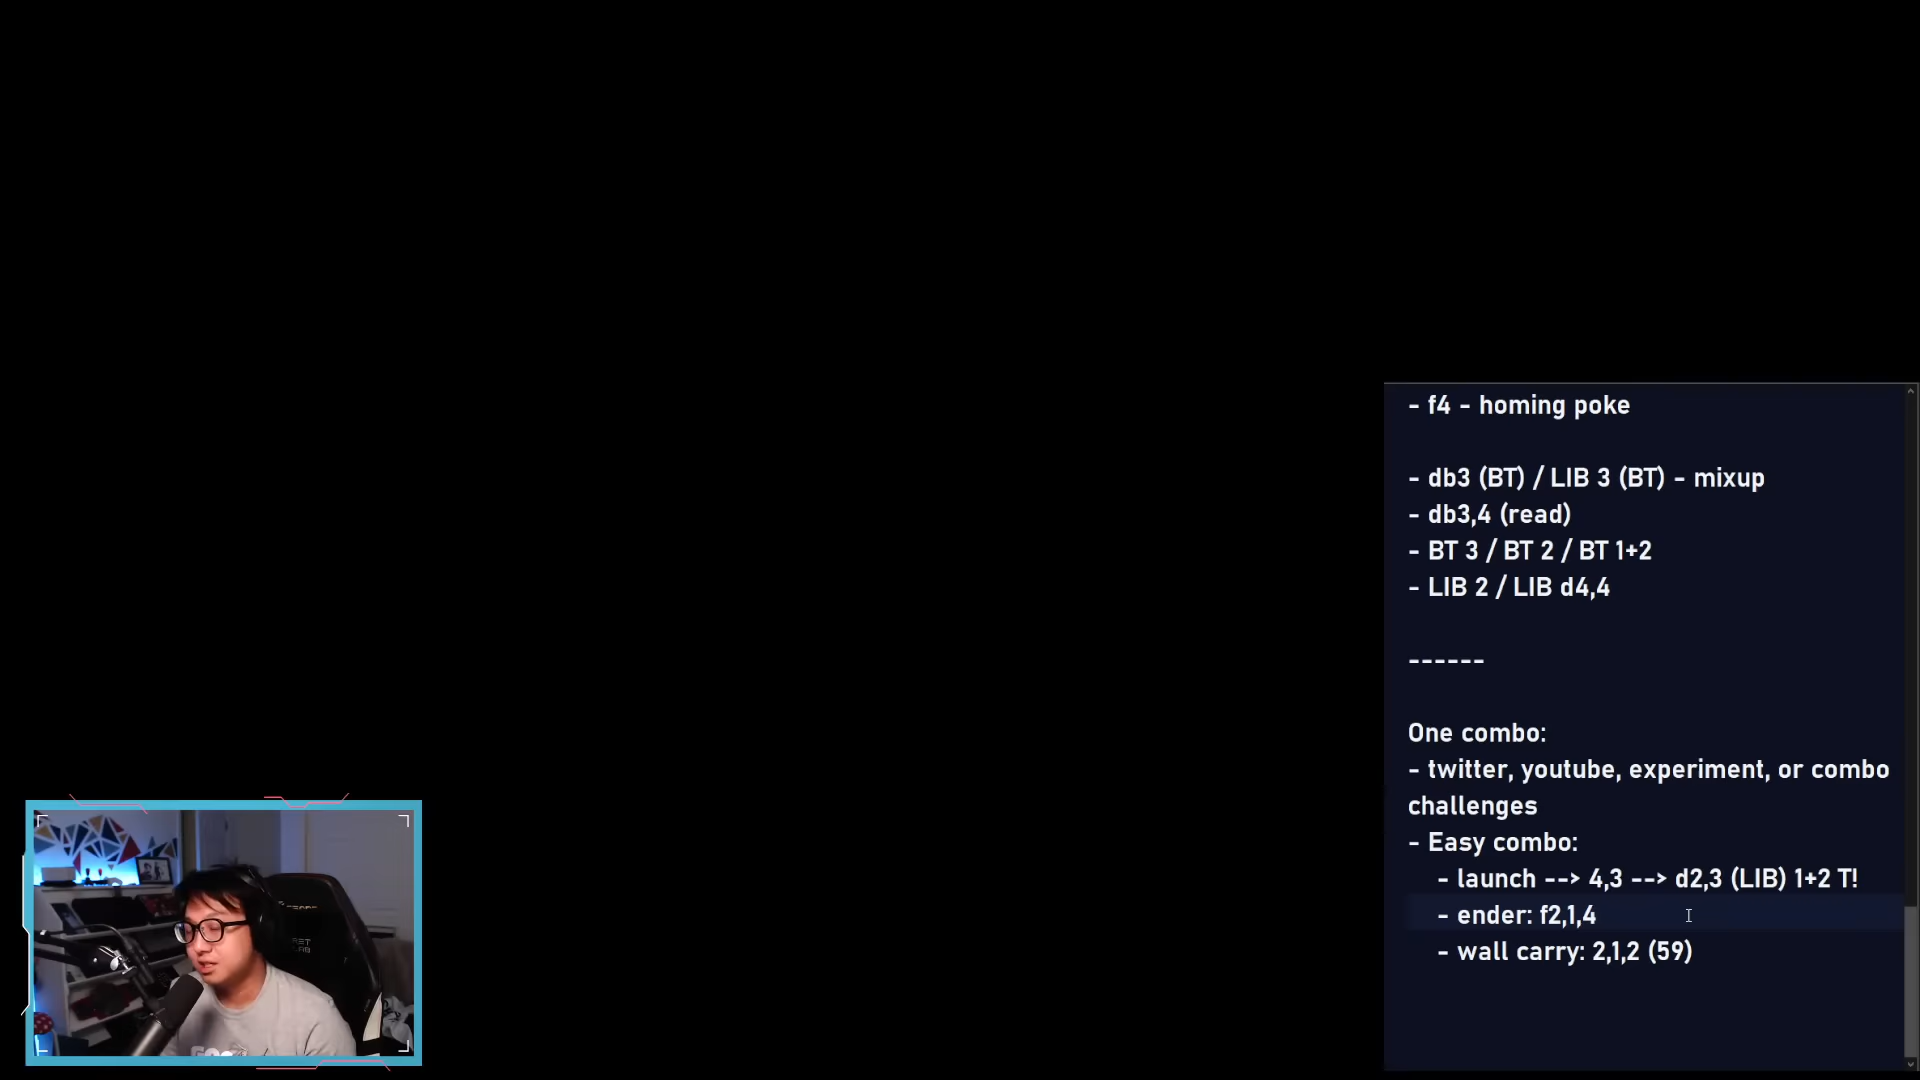 - f4 - homing poke
- db3 (BT) / LIB 3 (BT) - mixup
- db3,4 (read)
- BT 3 / BT 2 / BT 1+2
- LIB 2 / LIB d4,4
------
One combo:
- twitter, youtube, experiment, or combo
challenges
- Easy combo:
- launch --> 4,3 --> d2,3 (LIB) 1+2 T!
- ender: f2,1,4
- wall carry: 2,1,2 (59)